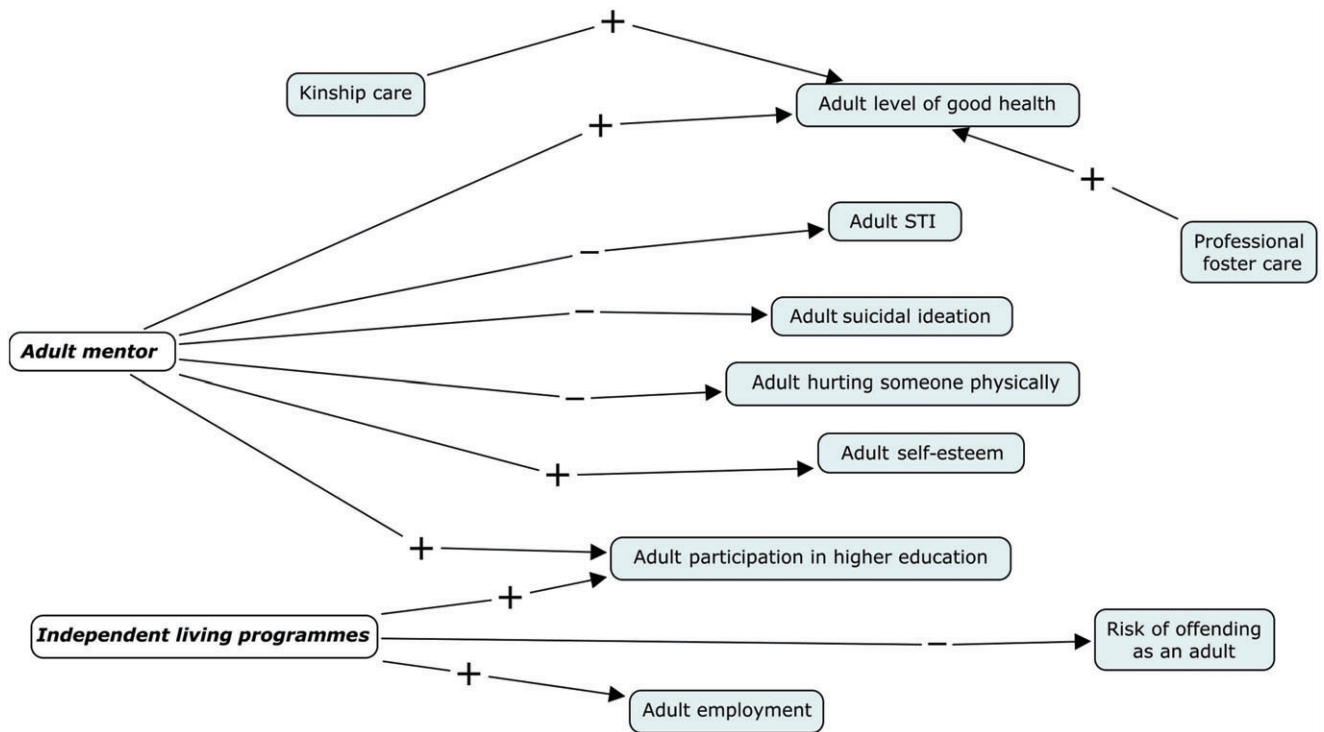 +
Kinship care
Adult level of good health
+
+
Adult STI
−
Professional
foster care
Adult suicidal ideation
−
Adult mentor
Adult hurting someone physically
−
Adult self-esteem
+
+
Adult participation in higher education
+
Independent living programmes
−
Risk of offending
as an adult
+
Adult employment